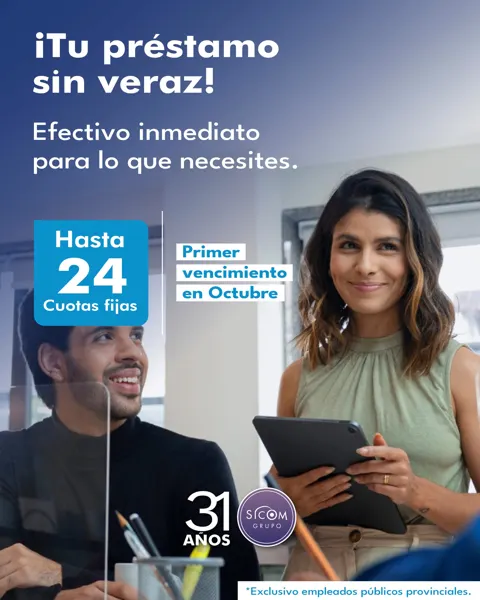 ¡Tu préstamo
sin veraz!
Efectivo inmediato
para lo que necesites.
Hasta
24
Cuotas fijas
Primer
vencimiento
en Octubre
31
AÑOS
SICOM
GRUPO
*Exclusivo empleados públicos provinciales.